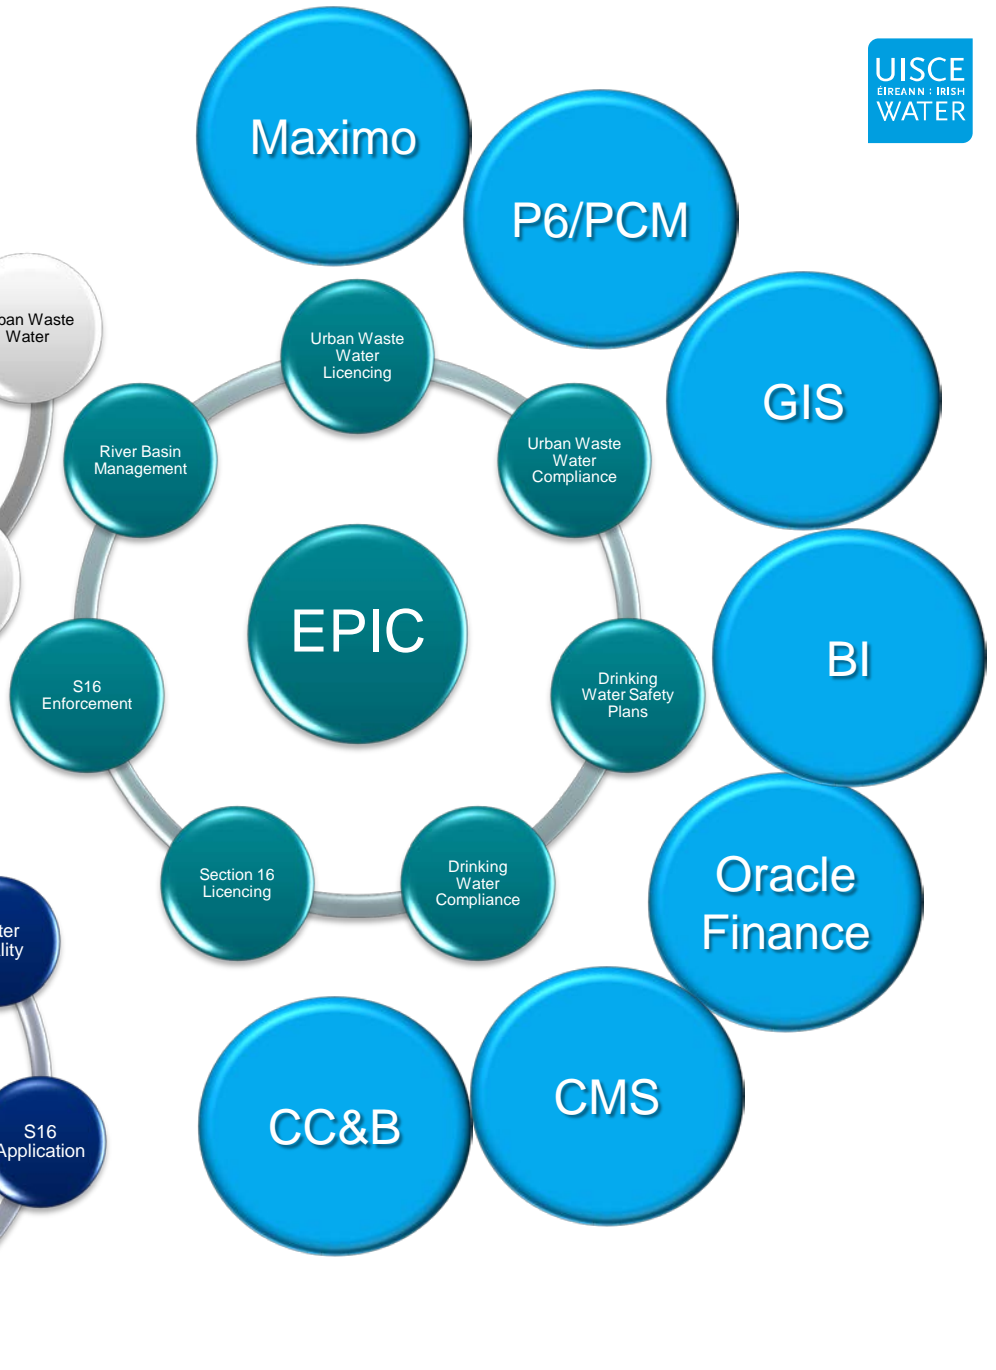 Maximo
UISCE
ÉIREANN : IRISH
WATER
P6/PCM
Waste
Water
Urban Waste
Water
Licencing
GIS
River Basin
Management
Urban Waste
Water
Compliance
EPIC
BI
S16
Enforcement
Drinking
Water Safety
Plans
Section 16
Licencing
Drinking
Water
Compliance
Oracle
Finance
CC&B
CMS
S16
Application